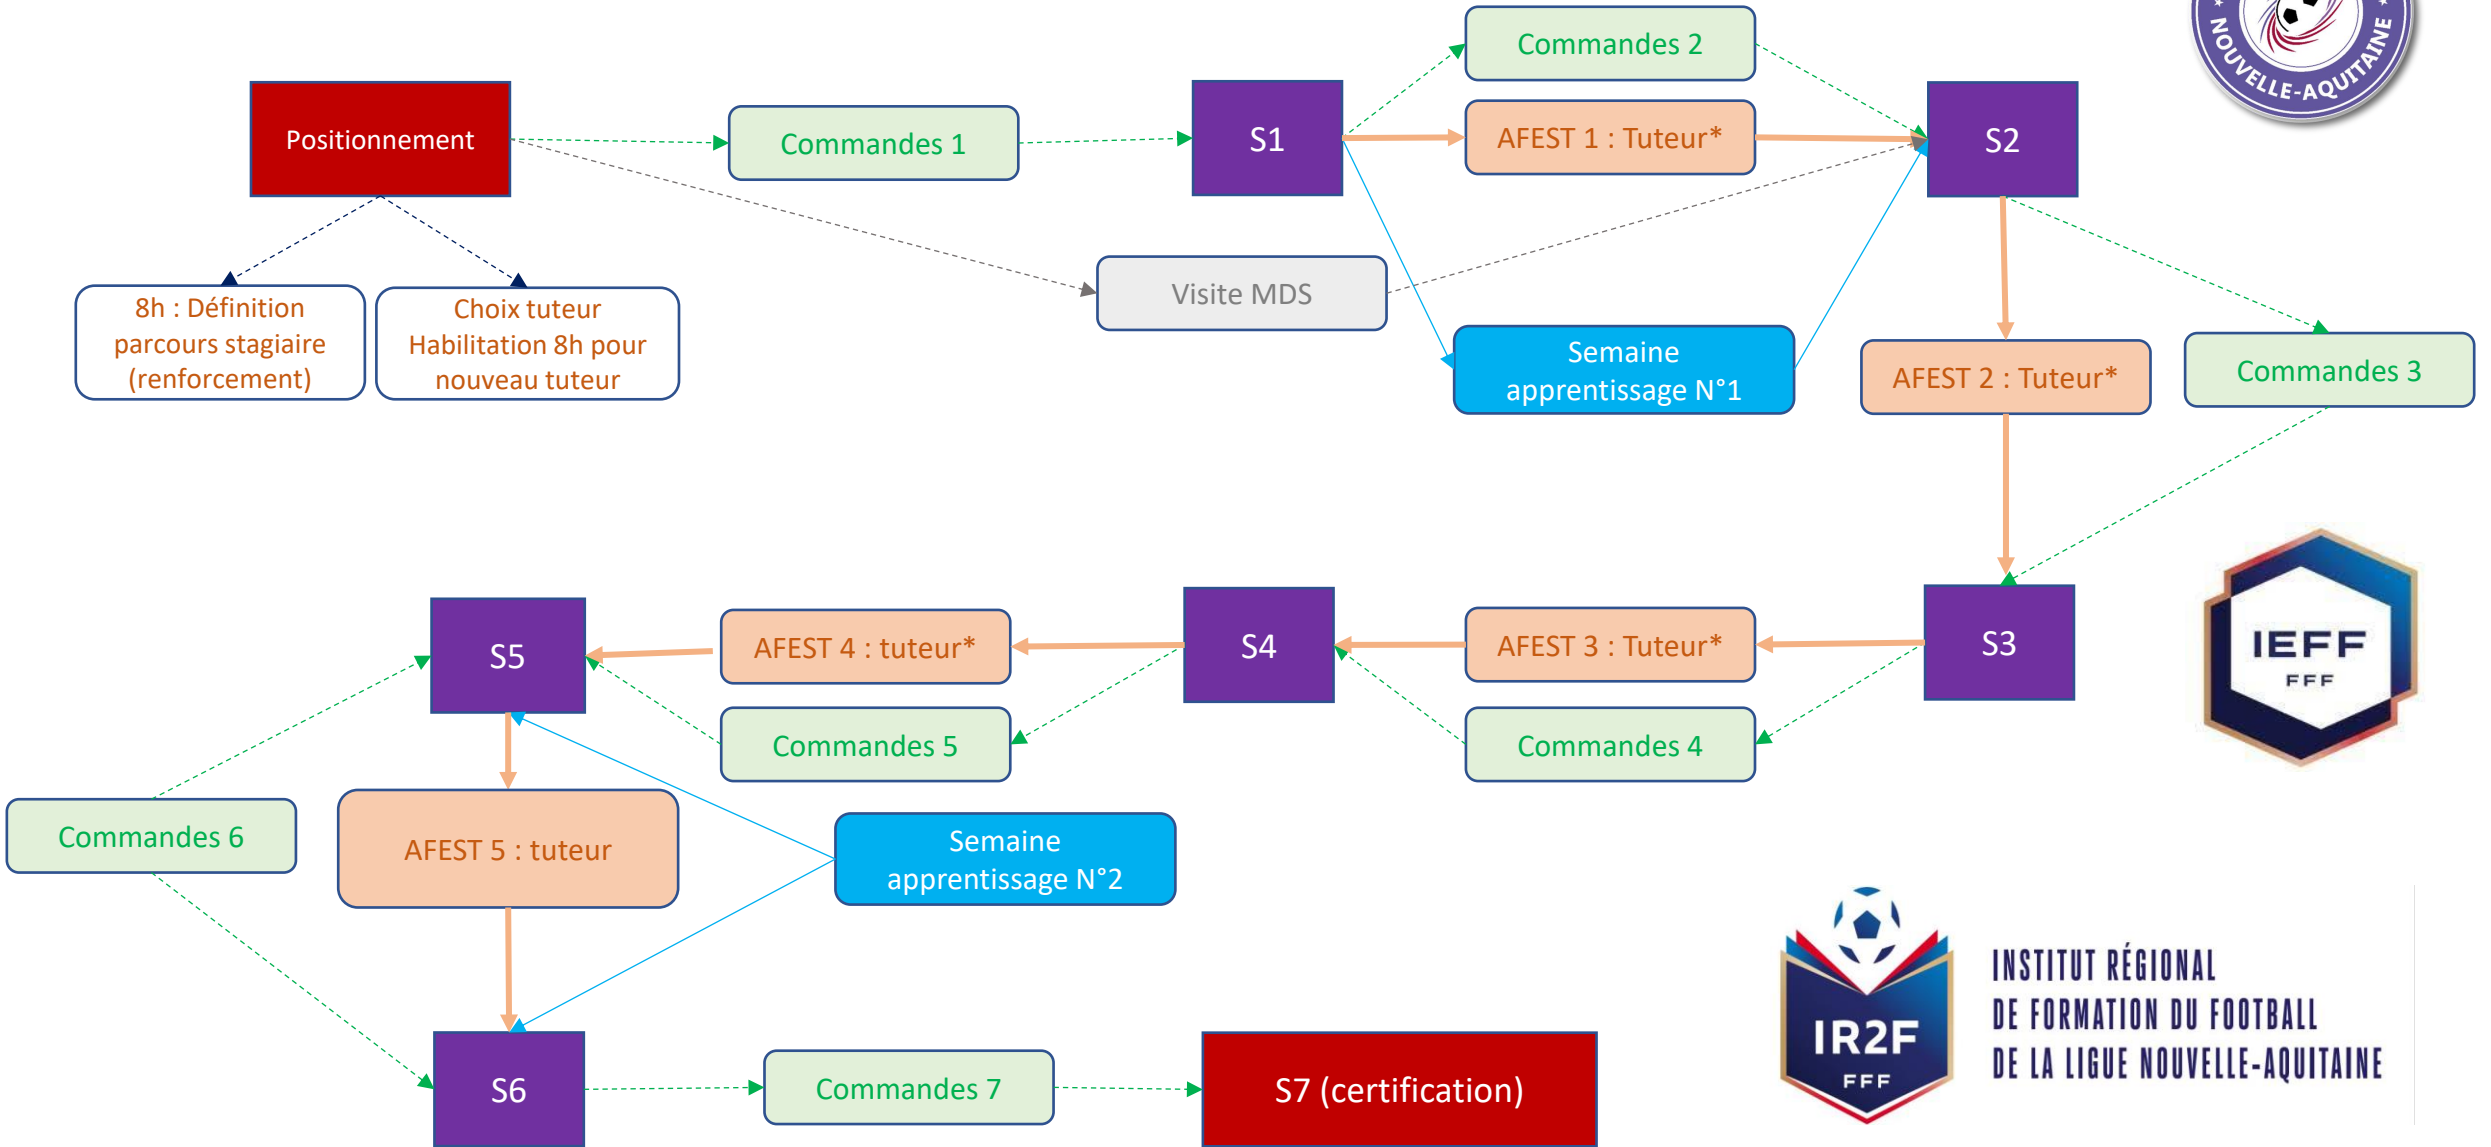 NOUVELLE-AQUITAINE
Commandes 2
Positionnement
Commandes 1
S1
AFEST 1 : Tuteur*
S2
8h : Définition
parcours stagiaire
(renforcement)
Choix tuteur
Habilitation 8h pour
nouveau tuteur
Visite MDS
Semaine
apprentissage N°1
AFEST 2 : Tuteur*
Commandes 3
S5
AFEST 4 : tuteur*
S4
AFEST 3 : Tuteur*
S3
IEFF
FFF
Commandes 5
Commandes 4
Commandes 6
AFEST 5 : tuteur
Semaine
apprentissage N°2
S6
Commandes 7
S7 (certification)
IR2F
FFF
INSTITUT RÉGIONAL
DE FORMATION DU FOOTBALL
DE LA LIGUE NOUVELLE-AQUITAINE